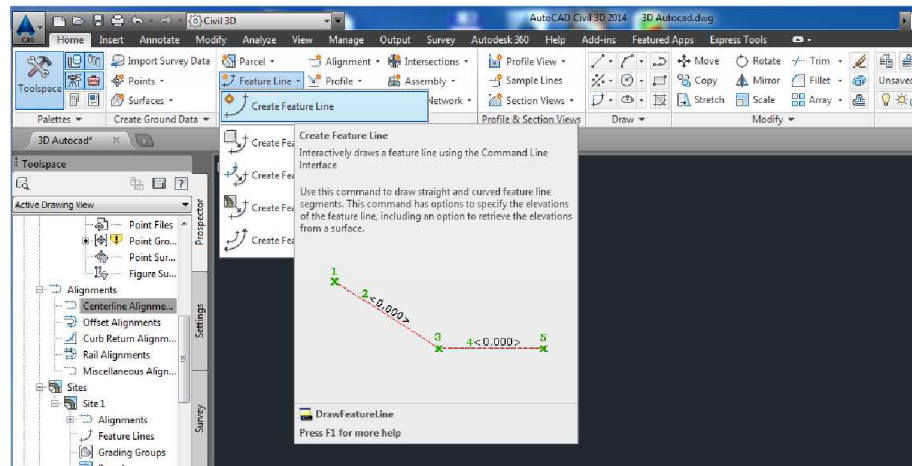 Civil 3D
AutoCAD Civil 3D 2014 3D Autocad.dwg
C3D
Home Insert Annotate Modify Analyze View Manage Output Survey Autodesk 360 Help Add-ins Featured Apps Express Tools
Toolspace
Import Survey Data
Points
Surfaces
Parcel
Feature Line
Alignment
Profile
Intersections
Assembly
Network
Profile View
Sample Lines
Section Views
Move
Rotate
Trim
Copy
Mirror
Fillet
Stretch
Scale
Array
Unsaved
Palettes
Create Ground Data
Profile & Section Views
Draw
Modify
Create Feature Line
Create Fea
Create Fea
Create Fea
Create Fea
Create Feature Line
Interactively draws a feature line using the Command Line
Interface
Use this command to draw straight and curved feature line
segments. This command has options to specify the elevations
of the feature line, including an option to retrieve the elevations
from a surface.
1
2<0.000>
3
4<0.000>
5
DrawFeatureLine
Press F1 for more help
3D Autocad*
Toolspace
Active Drawing View
Prospector
Settings
Survey
Point Files
Point Gro...
Point Sur...
Figure Su...
Alignments
Centerline Alignme...
Offset Alignments
Curb Return Alignm...
Rail Alignments
Miscellaneous Align...
Sites
Site 1
Alignments
Feature Lines
Grading Groups